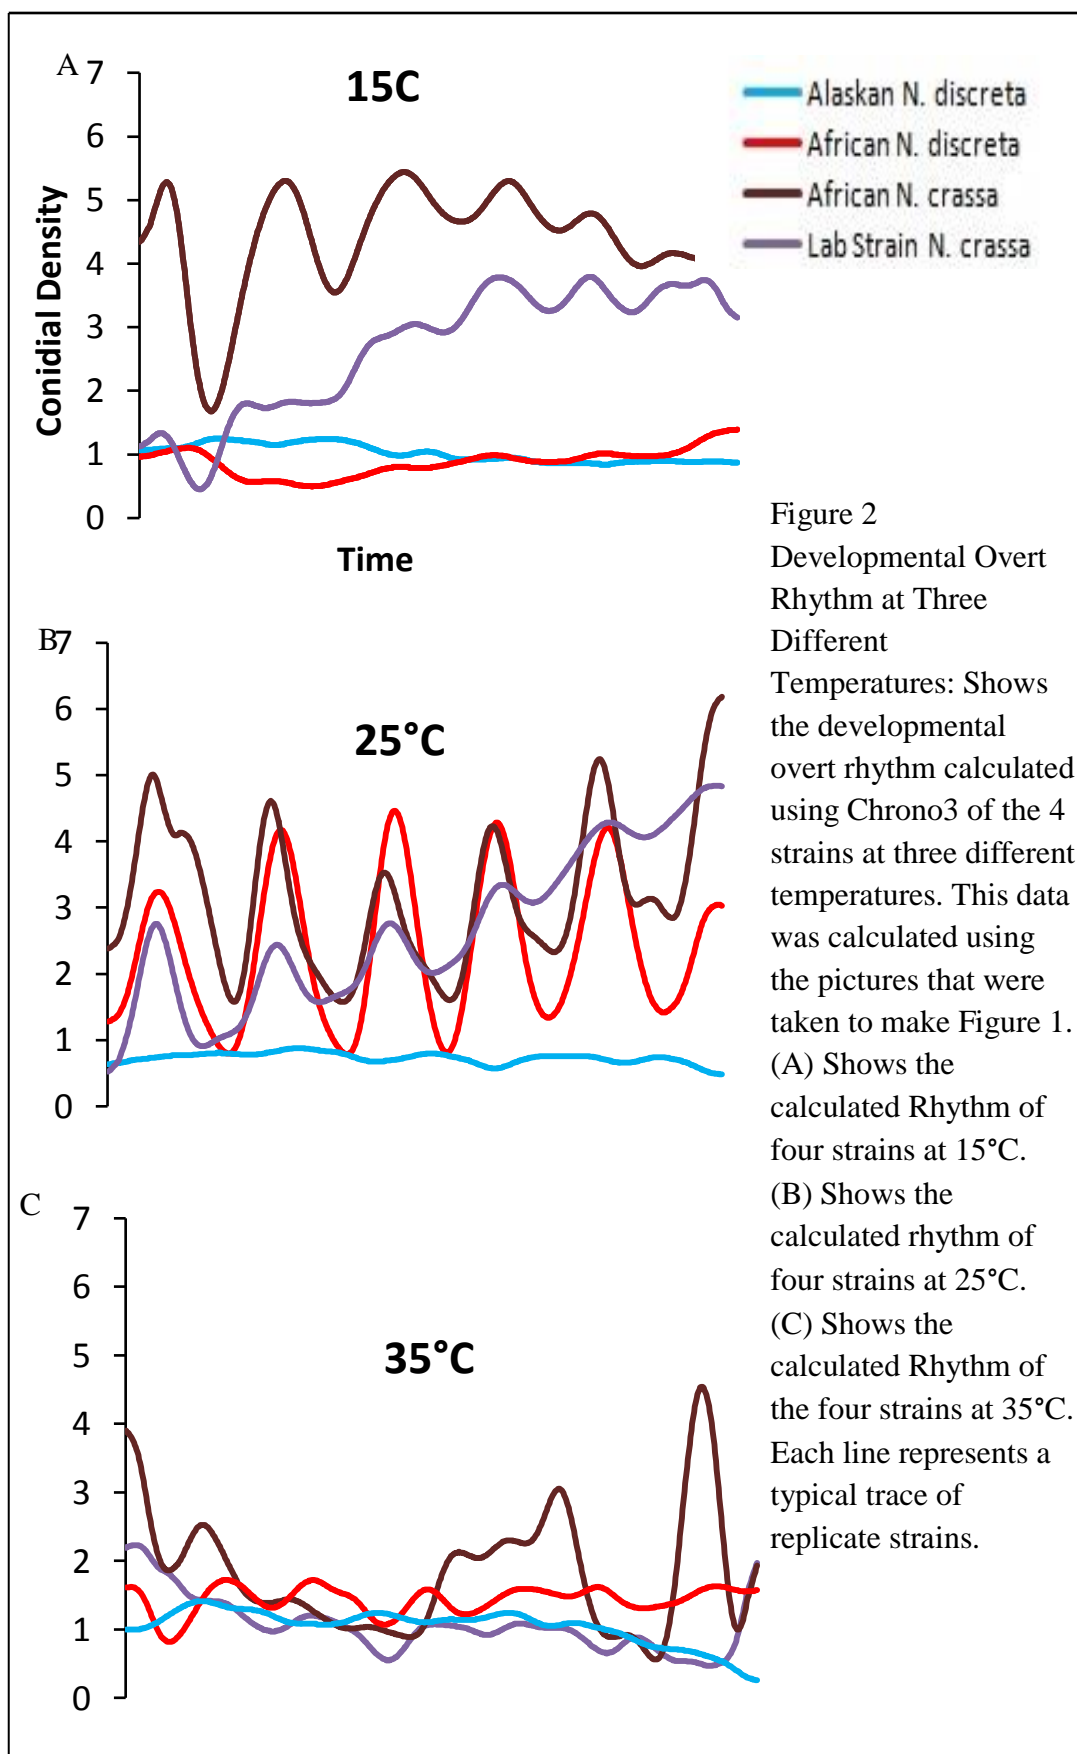 A
7
6
5
4
3
2
1
0
15C
Conidial Density
Time
Alaskan N. discreta
African N. discreta
African N. crassa
Lab Strain N. crassa
B
7
6
5
4
3
2
1
0
25°C
C
7
6
5
4
3
2
1
0
35°C
Figure 2
Developmental Overt
Rhythm at Three
Different
Temperatures: Shows
the developmental
overt rhythm calculated
using Chrono3 of the 4
strains at three different
temperatures. This data
was calculated using
the pictures that were
taken to make Figure 1.
(A) Shows the
calculated Rhythm of
four strains at 15°C.
(B) Shows the
calculated rhythm of
four strains at 25°C.
(C) Shows the
calculated Rhythm of
the four strains at 35°C.
Each line represents a
typical trace of
replicate strains.